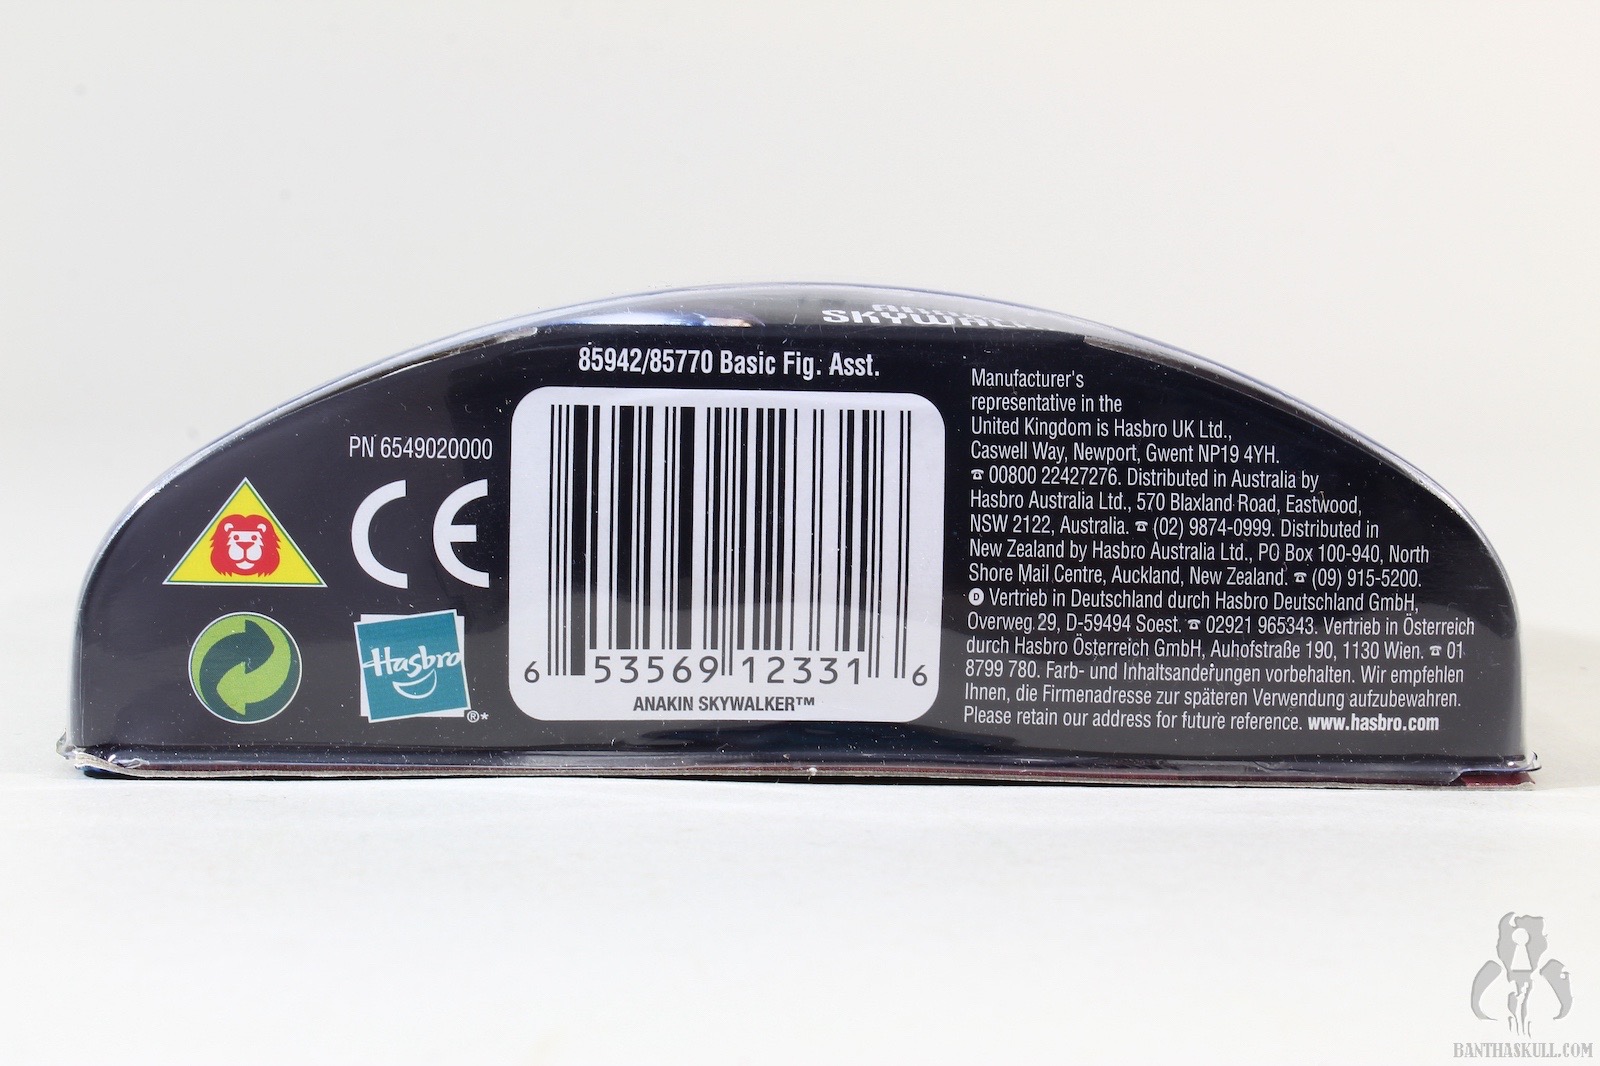 SKYWALK
85942/85770 Basic Fig. Asst.
PN 6549020000
CE
Hasbro
®*
6 53569 12331 6
ANAKIN SKYWALKER™
Manufacturer's
representative in the
United Kingdom is Hasbro UK Ltd.,
Caswell Way, Newport, Gwent NP19 4YH.
☎ 00800 22427276. Distributed in Australia by
Hasbro Australia Ltd., 570 Blaxland Road, Eastwood,
NSW 2122, Australia. ☎ (02) 9874-0999. Distributed in
New Zealand by Hasbro Australia Ltd., PO Box 100-940, North
Shore Mail Centre, Auckland, New Zealand. ☎ (09) 915-5200.
D Vertrieb in Deutschland durch Hasbro Deutschland GmbH,
Overweg 29, D-59494 Soest. ☎ 02921 965343. Vertrieb in Österreich
durch Hasbro Österreich GmbH, Auhofstraße 190, 1130 Wien. ☎ 01
8799 780. Farb- und Inhaltsanderungen vorbehalten. Wir empfehlen
Ihnen, die Firmenadresse zur späteren Verwendung aufzubewahren.
Please retain our address for future reference. www.hasbro.com
BANTHASKULL.COM